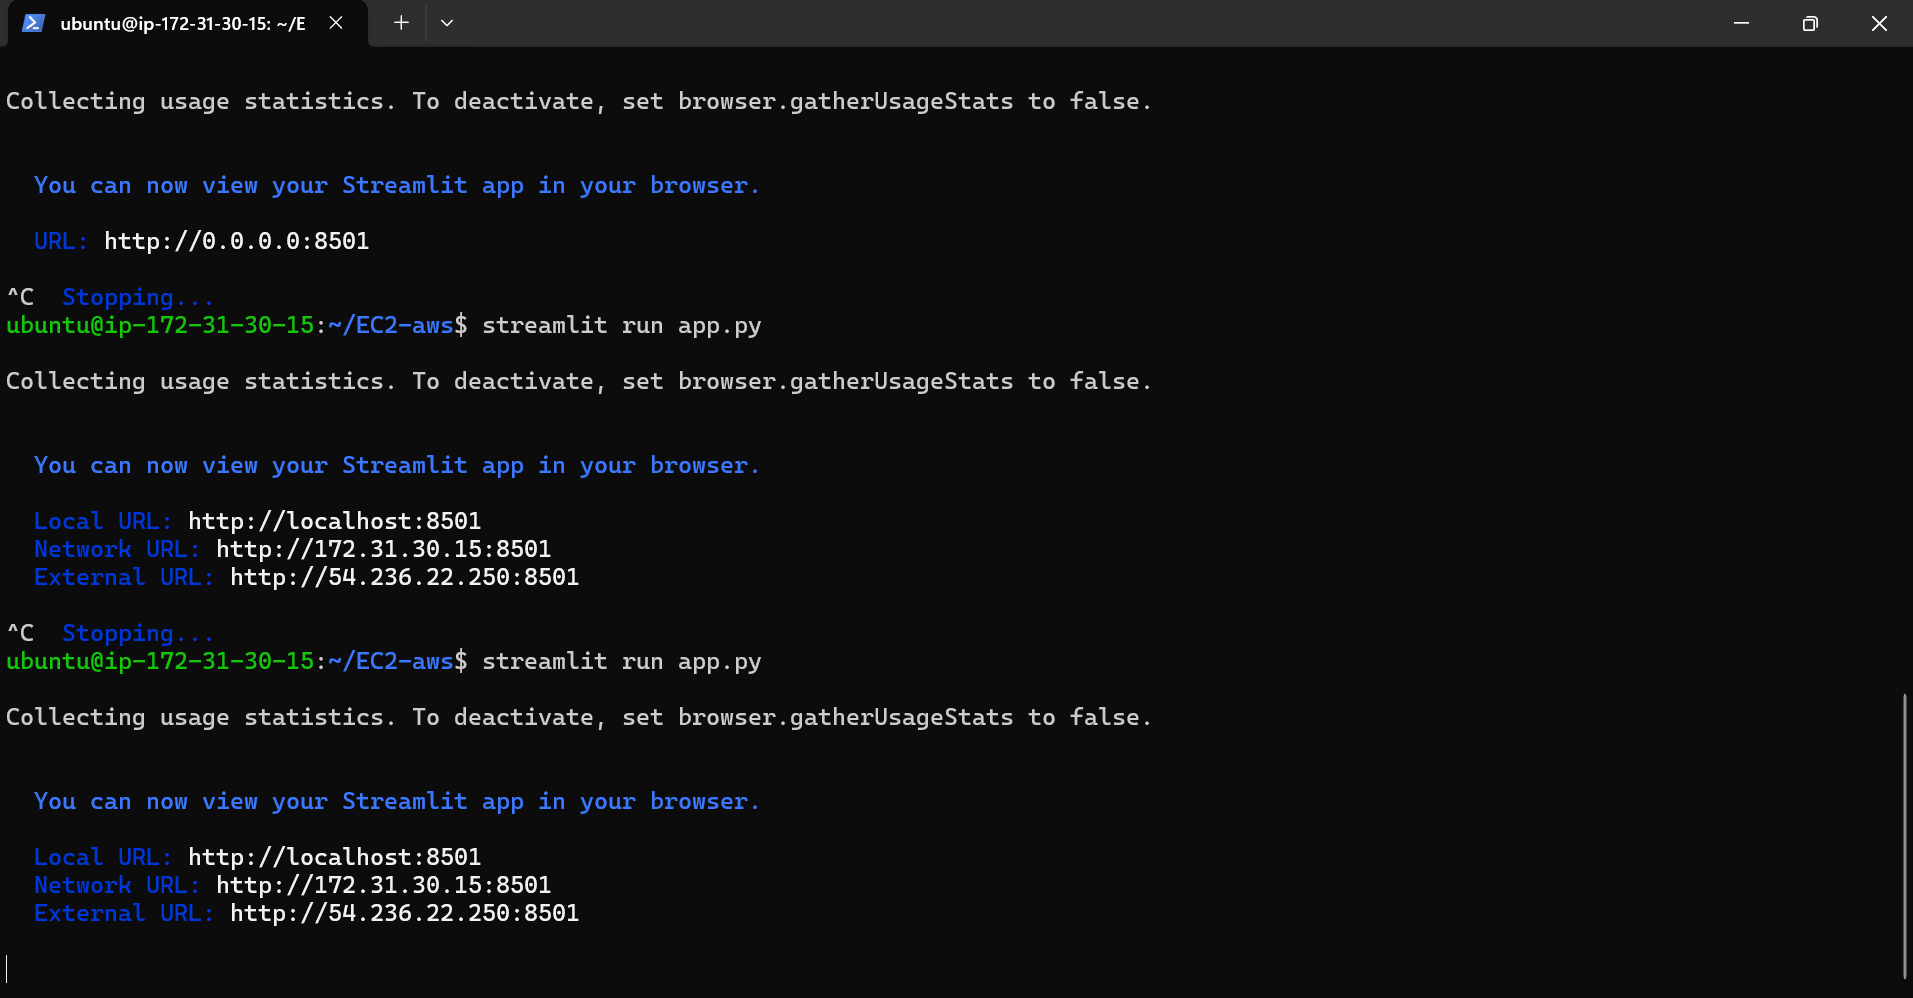 ubuntu@ip-172-31-30-15: ~/E
Collecting usage statistics. To deactivate, set browser.gatherUsageStats to false.
You can now view your Streamlit app in your browser.
URL: http://0.0.0.0:8501
^C  Stopping...
ubuntu@ip-172-31-30-15:~/EC2-aws$ streamlit run app.py
Collecting usage statistics. To deactivate, set browser.gatherUsageStats to false.
You can now view your Streamlit app in your browser.
Local URL: http://localhost:8501
Network URL: http://172.31.30.15:8501
External URL: http://54.236.22.250:8501
^C  Stopping...
ubuntu@ip-172-31-30-15:~/EC2-aws$ streamlit run app.py
Collecting usage statistics. To deactivate, set browser.gatherUsageStats to false.
You can now view your Streamlit app in your browser.
Local URL: http://localhost:8501
Network URL: http://172.31.30.15:8501
External URL: http://54.236.22.250:8501